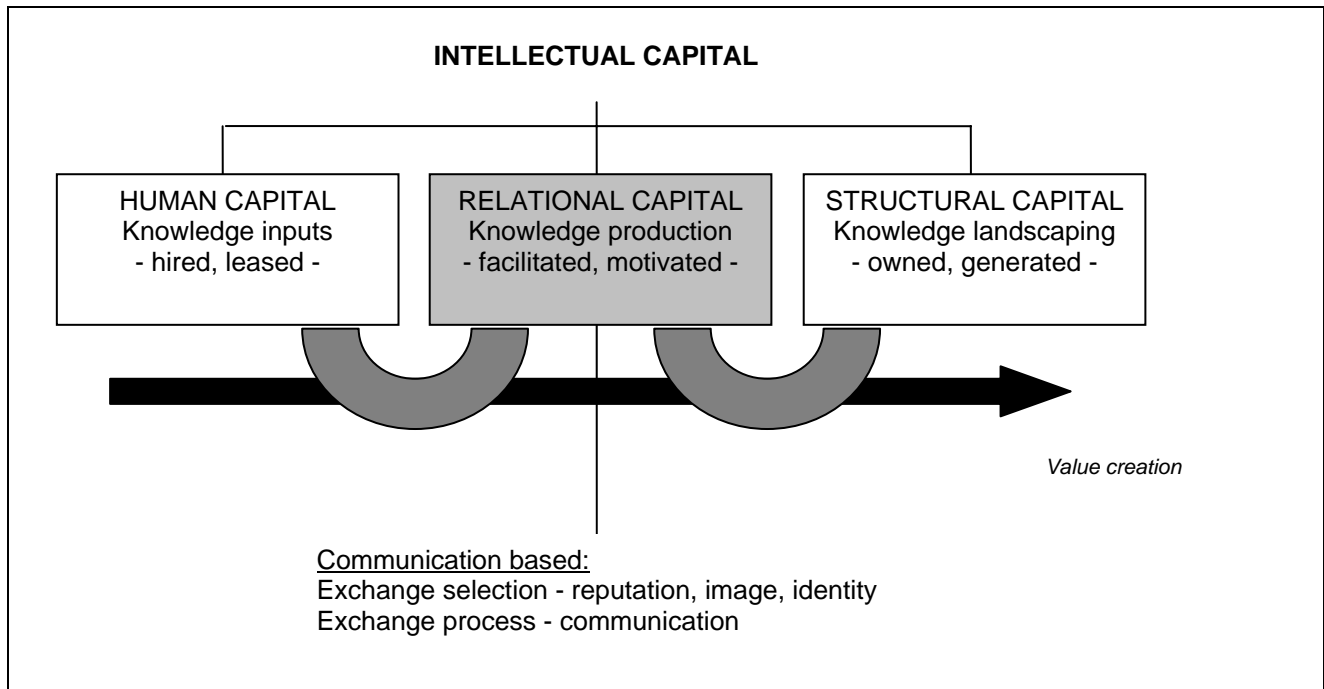 INTELLECTUAL CAPITAL
HUMAN CAPITAL
Knowledge inputs
- hired, leased -
RELATIONAL CAPITAL
Knowledge production
- facilitated, motivated -
STRUCTURAL CAPITAL
Knowledge landscaping
- owned, generated -
Value creation
Communication based:
Exchange selection - reputation, image, identity
Exchange process - communication